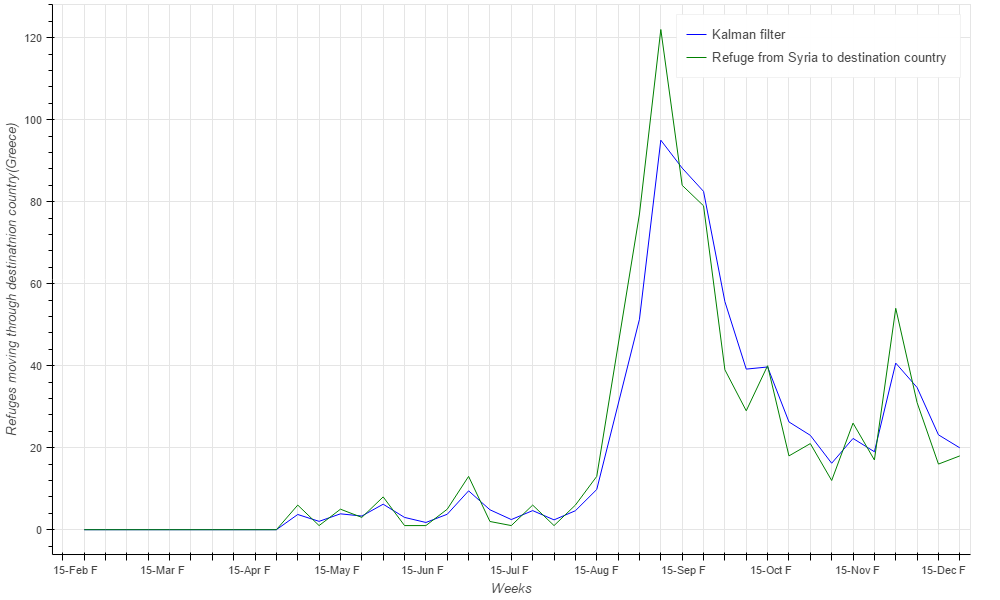 Kalman filter
Refuge from Syria to destination country
Refuges moving through destinatnion country(Greece)
120
100
80
60
40
20
0
15-Feb F 15-Mar F 15-Apr F 15-May F 15-Jun F 15-Jul F 15-Aug F 15-Sep F 15-Oct F 15-Nov F 15-Dec F
Weeks